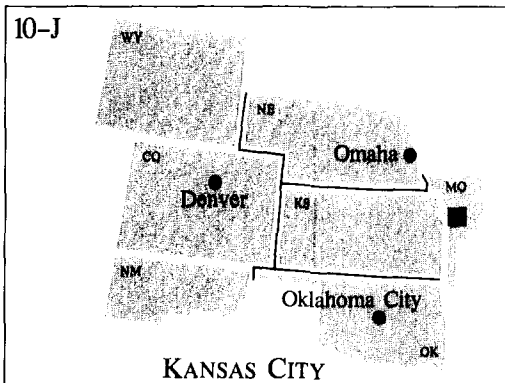 10-J
WY
NE
Omaha
CO
MO
Denver
KS
NM
Oklahoma City
OK
KANSAS CITY